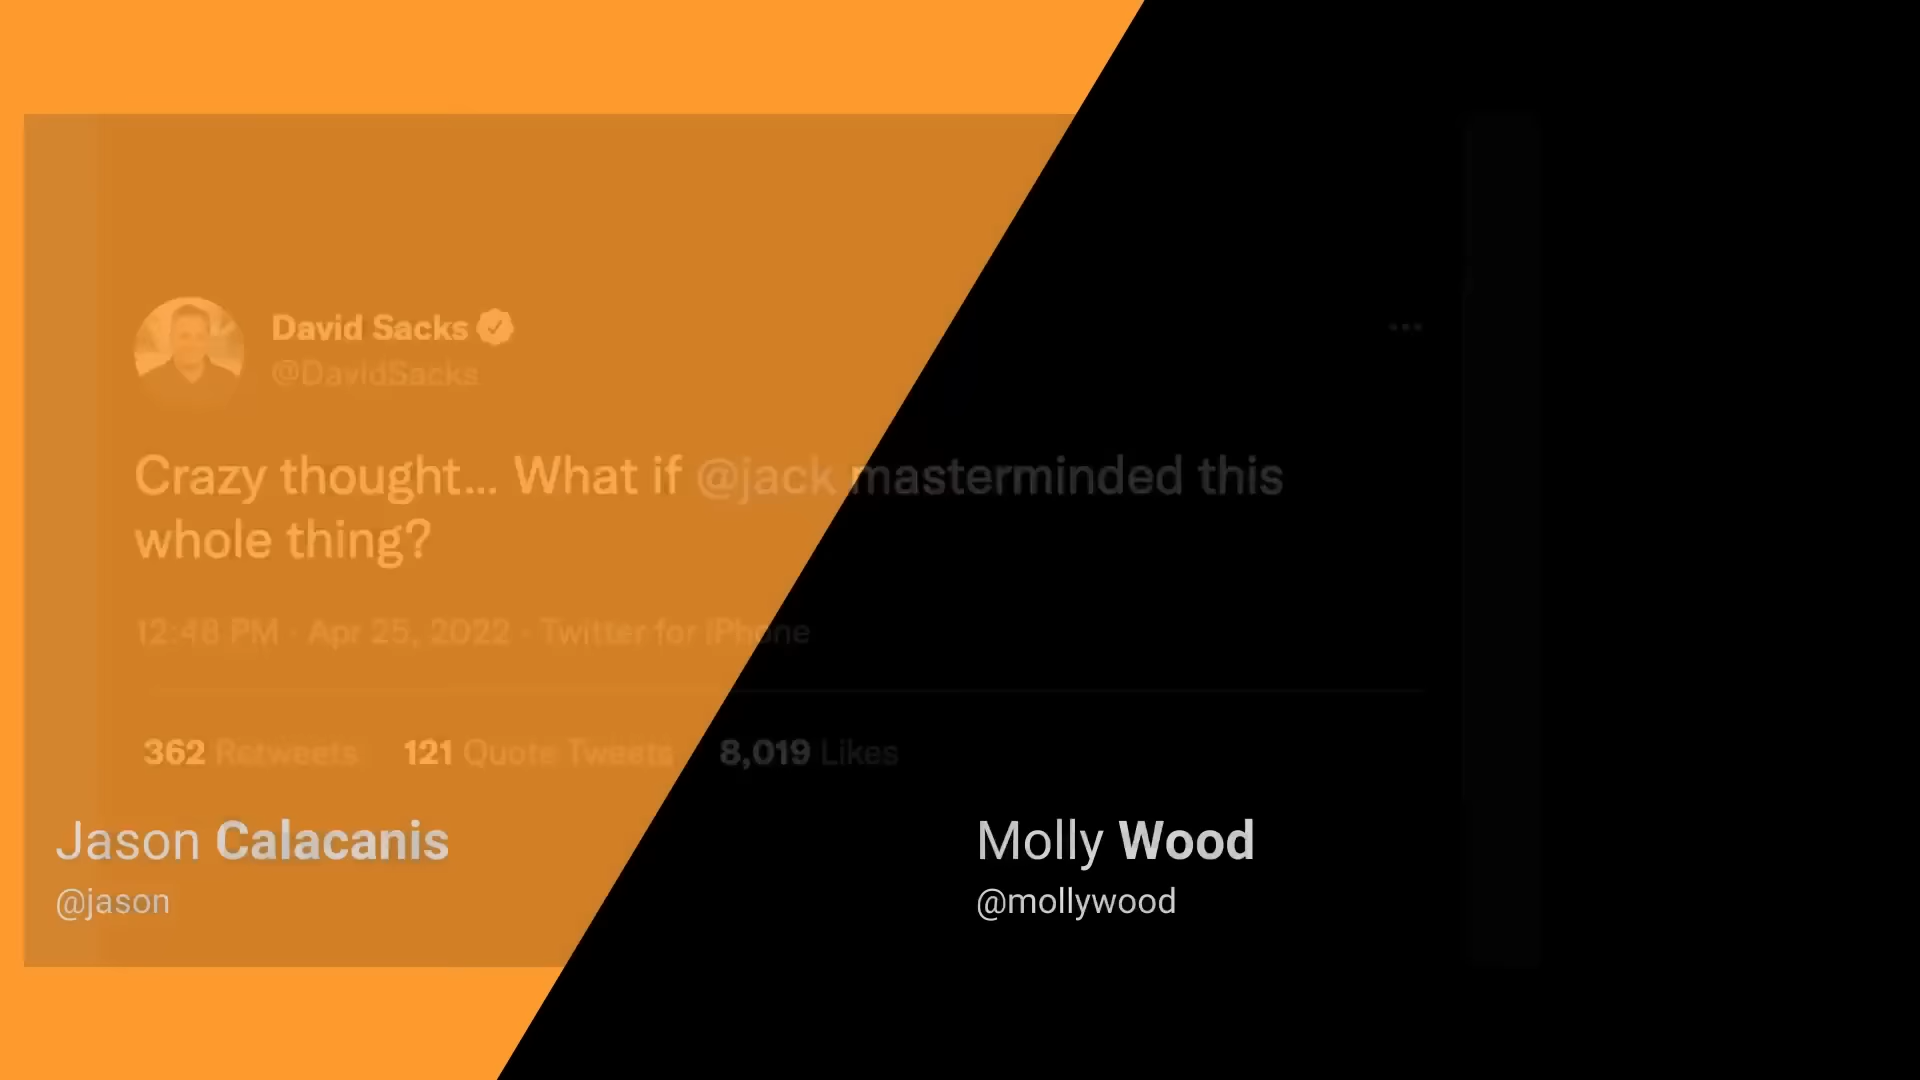 David Sacks
@DavidSacks
Crazy thought... What if @jack masterminded this
whole thing?
12:48 PM · Apr 25, 2022 · Twitter for iPhone
362 Retweets 121 Quote Tweets 8,019 Likes
Jason Calacanis
@jason
Molly Wood
@mollywood